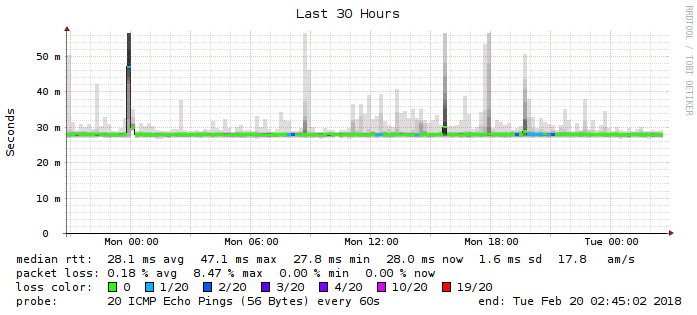 Last 30 Hours
RRDTOOL / TOBI OETIKER
Seconds
50 m
40 m
30 m
20 m
10 m
0
Mon 00:00 Mon 06:00 Mon 12:00 Mon 18:00 Tue 00:00
median rtt: 28.1 ms avg 47.1 ms max 27.8 ms min 28.0 ms now 1.6 ms sd 17.8 am/s
packet loss: 0.18 % avg 8.47 % max 0.00 % min 0.00 % now
loss color: 0 1/20 2/20 3/20 4/20 10/20 19/20
probe: 20 ICMP Echo Pings (56 Bytes) every 60s end: Tue Feb 20 02:45:02 2018